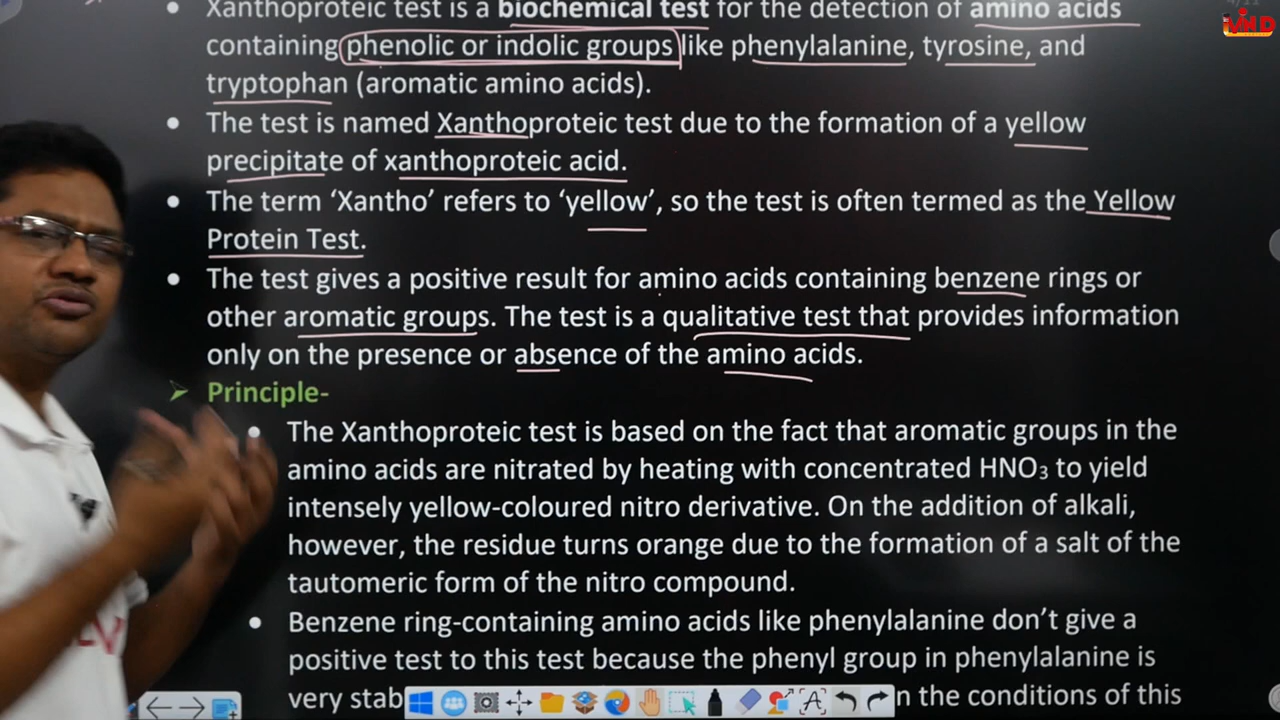 Xanthoproteic test is a biochemical test for the detection of amino acids
containing phenolic or indolic groups like phenylalanine, tyrosine, and
tryptophan (aromatic amino acids).
The test is named Xanthoproteic test due to the formation of a yellow
precipitate of xanthoproteic acid.
The term ‘Xantho’ refers to ‘yellow’, so the test is often termed as the Yellow
Protein Test.
The test gives a positive result for amino acids containing benzene rings or
other aromatic groups. The test is a qualitative test that provides information
only on the presence or absence of the amino acids.
Principle-
The Xanthoproteic test is based on the fact that aromatic groups in the
amino acids are nitrated by heating with concentrated HNO₃ to yield
intensely yellow-coloured nitro derivative. On the addition of alkali,
however, the residue turns orange due to the formation of a salt of the
tautomeric form of the nitro compound.
Benzene ring-containing amino acids like phenylalanine don’t give a
positive test to this test because the phenyl group in phenylalanine is
very stab n the conditions of this